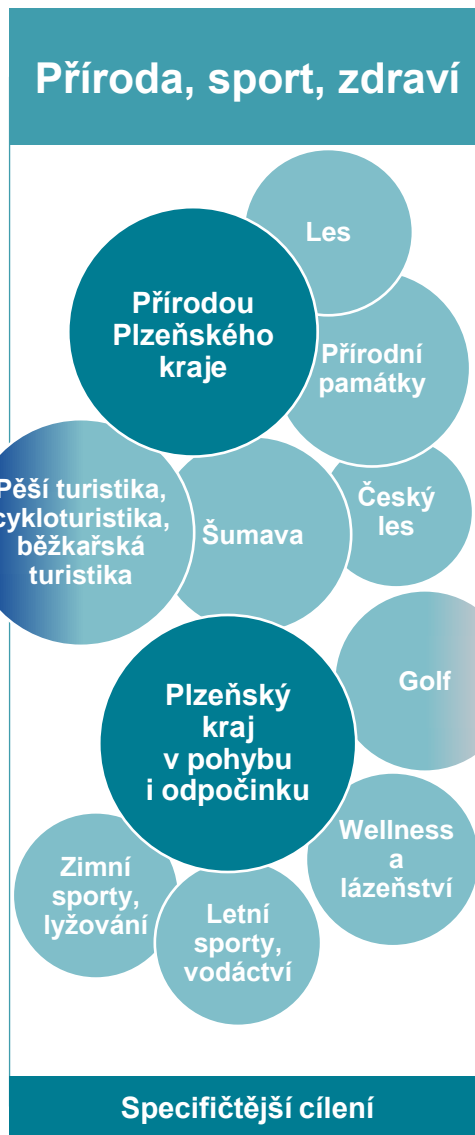 Příroda, sport, zdraví
Les
Přírodou
Plzeňského
kraje
Přírodní
památky
Pěší turistika,
cykloturistika,
běžkařská
turistika
Šumava
Český
les
Golf
Plzeňský
kraj
v pohybu
i odpočinku
Wellness
a
lázeňství
Zimní
sporty,
lyžování
Letní
sporty,
vodáctví
Specifičtější cílení